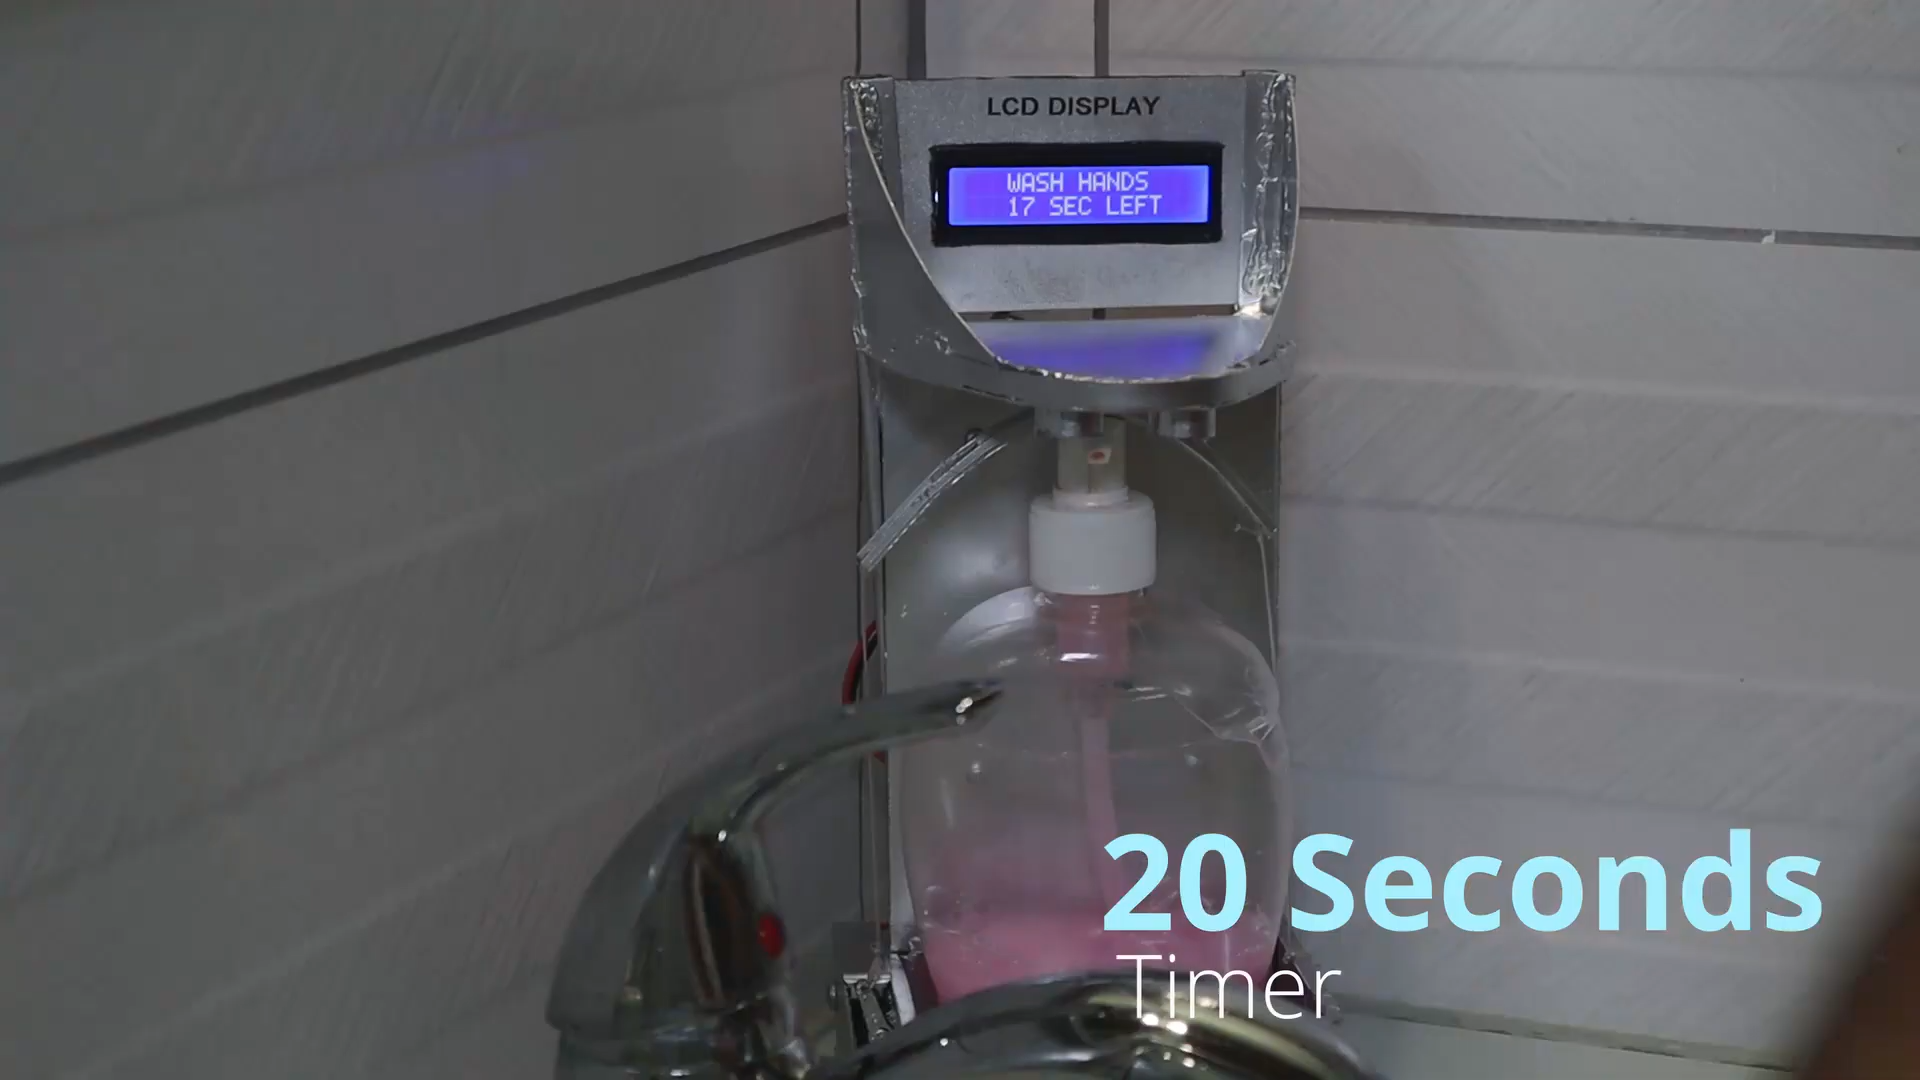 LCD DISPLAY
WASH HANDS
17 SEC LEFT
20 Seconds
Timer